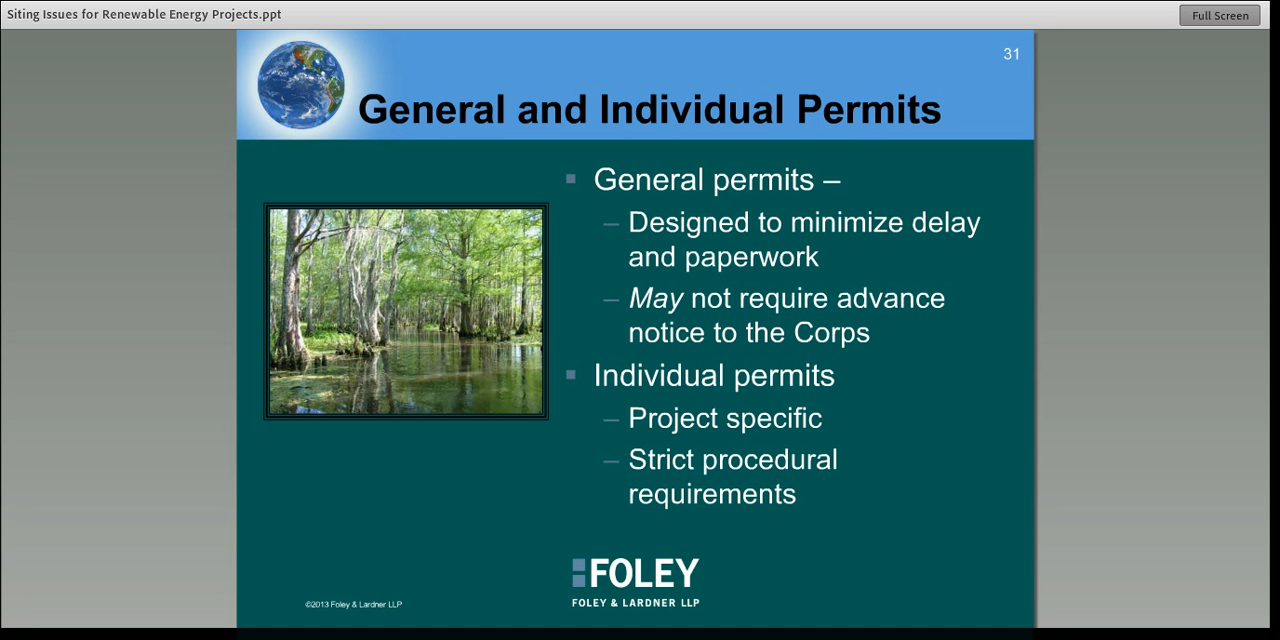 Siting Issues for Renewable Energy Projects.ppt
Full Screen
31
General and Individual Permits
General permits –
– Designed to minimize delay
and paperwork
– May not require advance
notice to the Corps
Individual permits
– Project specific
– Strict procedural
requirements
FOLEY
FOLEY & LARDNER LLP
©2013 Foley & Lardner LLP